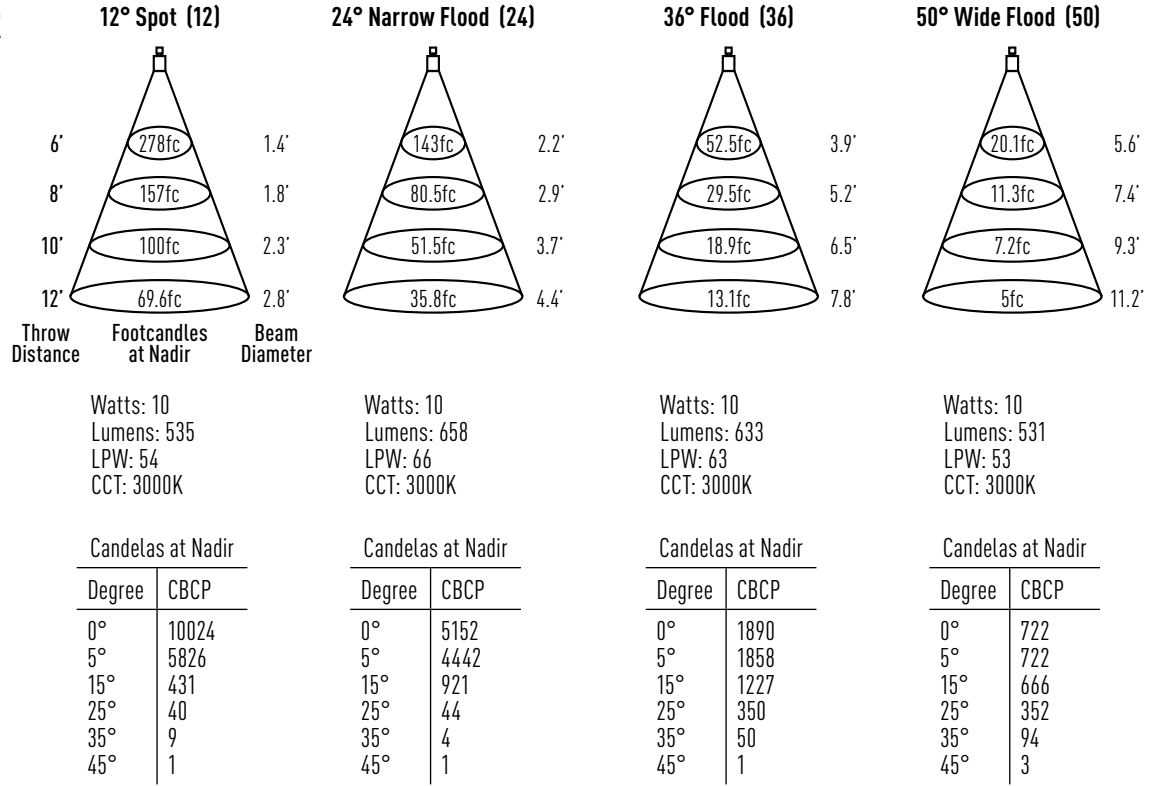 12° Spot (12)
24° Narrow Flood (24)
36° Flood (36)
50° Wide Flood (50)
6' 278fc 1.4' 143fc 2.2' 52.5fc 3.9' 20.1fc 5.6'
8' 157fc 1.8' 80.5fc 2.9' 29.5fc 5.2' 11.3fc 7.4'
10' 100fc 2.3' 51.5fc 3.7' 18.9fc 6.5' 7.2fc 9.3'
12' 69.6fc 2.8' 35.8fc 4.4' 13.1fc 7.8' 5fc 11.2'
Throw
Distance
Footcandles
at Nadir
Beam
Diameter
Watts: 10
Lumens: 535
LPW: 54
CCT: 3000K
Watts: 10
Lumens: 658
LPW: 66
CCT: 3000K
Watts: 10
Lumens: 633
LPW: 63
CCT: 3000K
Watts: 10
Lumens: 531
LPW: 53
CCT: 3000K
Candelas at Nadir
Degree CBCP
0° 10024
5° 5826
15° 431
25° 40
35° 9
45° 1
Candelas at Nadir
Degree CBCP
0° 5152
5° 4442
15° 921
25° 44
35° 4
45° 1
Candelas at Nadir
Degree CBCP
0° 1890
5° 1858
15° 1227
25° 350
35° 50
45° 1
Candelas at Nadir
Degree CBCP
0° 722
5° 722
15° 666
25° 352
35° 94
45° 3